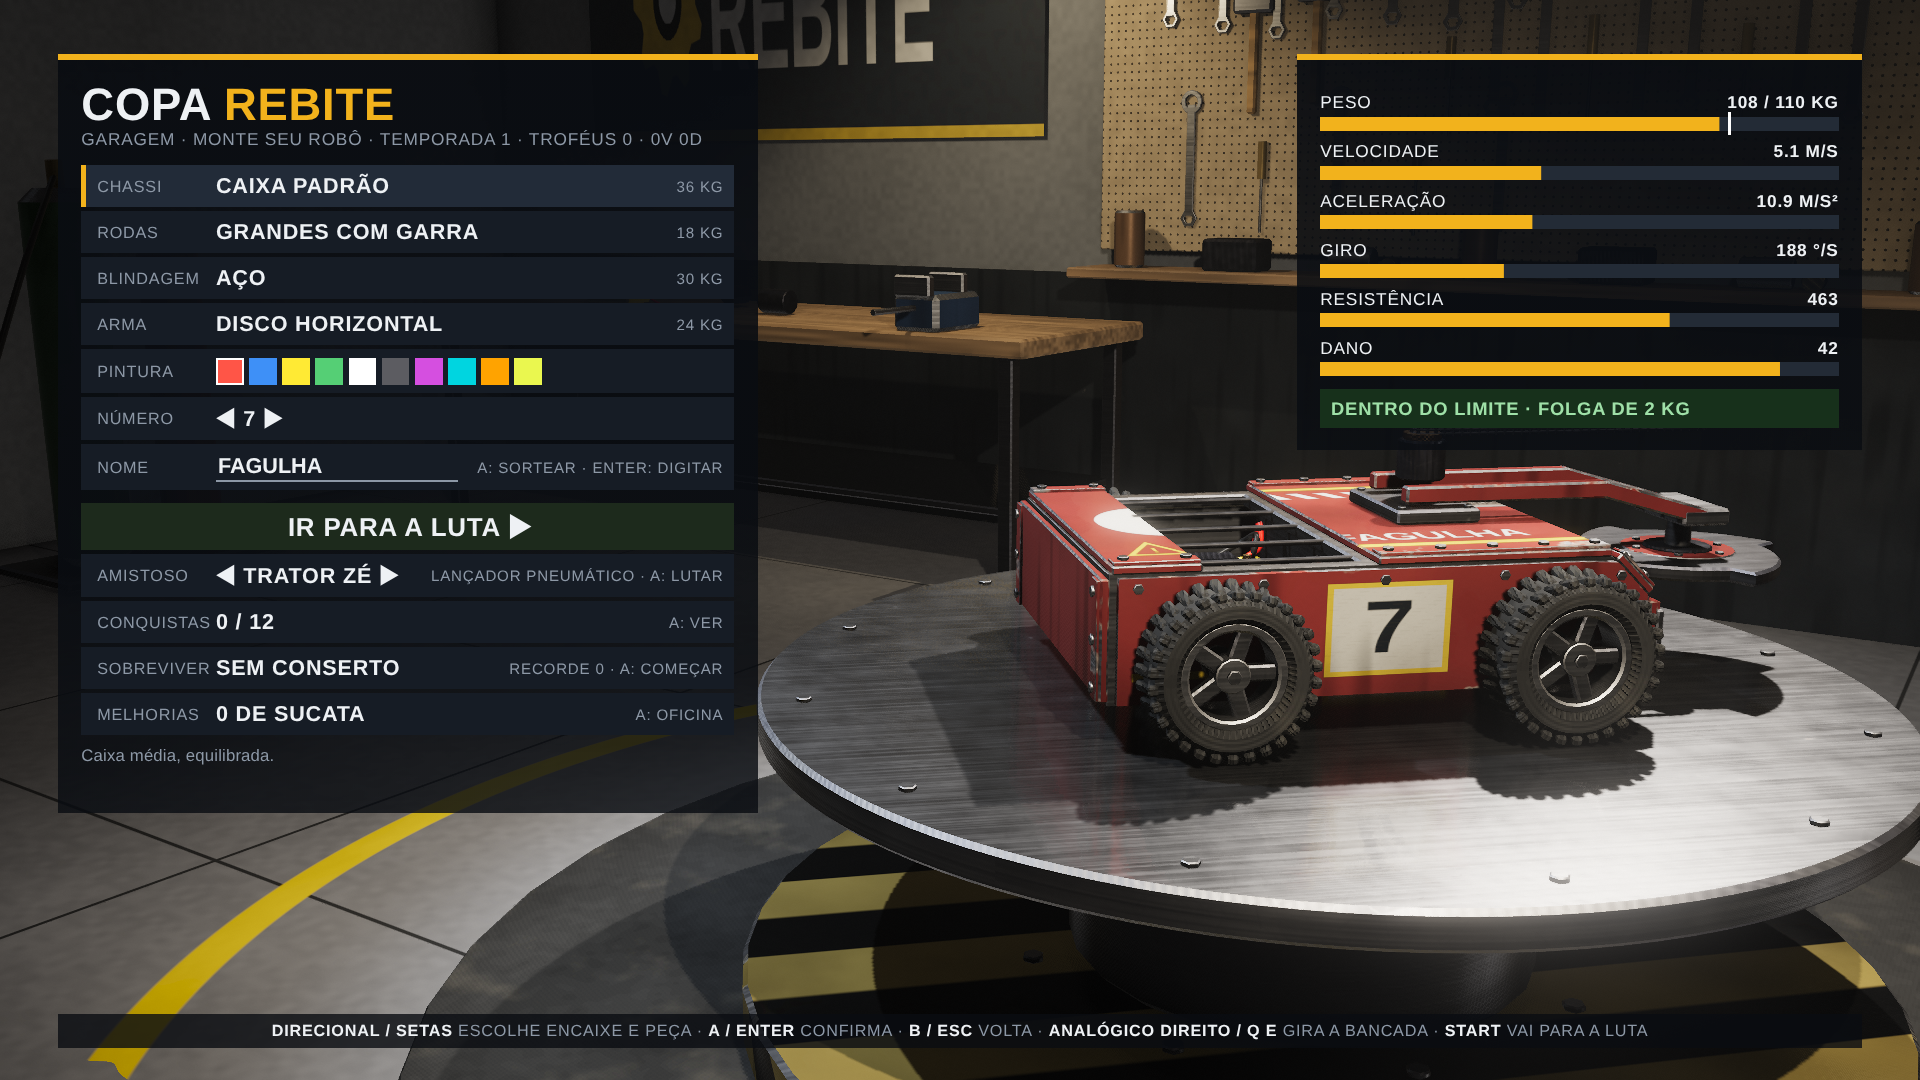 REBITE
COPA REBITE
GARAGEM · MONTE SEU ROBÔ · TEMPORADA 1 · TROFÉUS 0 · 0V 0D
CHASSI CAIXA PADRÃO 36 KG
RODAS GRANDES COM GARRA 18 KG
BLINDAGEM AÇO 30 KG
ARMA DISCO HORIZONTAL 24 KG
PINTURA
NÚMERO ◀ 7 ▶
NOME FAGULHA A: SORTEAR · ENTER: DIGITAR
IR PARA A LUTA ▶
AMISTOSO ◀ TRATOR ZÉ ▶ LANÇADOR PNEUMÁTICO · A: LUTAR
CONQUISTAS 0 / 12 A: VER
SOBREVIVER SEM CONSERTO RECORDE 0 · A: COMEÇAR
MELHORIAS 0 DE SUCATA A: OFICINA
Caixa média, equilibrada.
PESO 108 / 110 KG
VELOCIDADE 5.1 M/S
ACELERAÇÃO 10.9 M/S²
GIRO 188 °/S
RESISTÊNCIA 463
DANO 42
DENTRO DO LIMITE · FOLGA DE 2 KG
FAGULHA
7
DIRECIONAL / SETAS ESCOLHE ENCAIXE E PEÇA · A / ENTER CONFIRMA · B / ESC VOLTA · ANALÓGICO DIREITO / Q E GIRA A BANCADA · START VAI PARA A LUTA